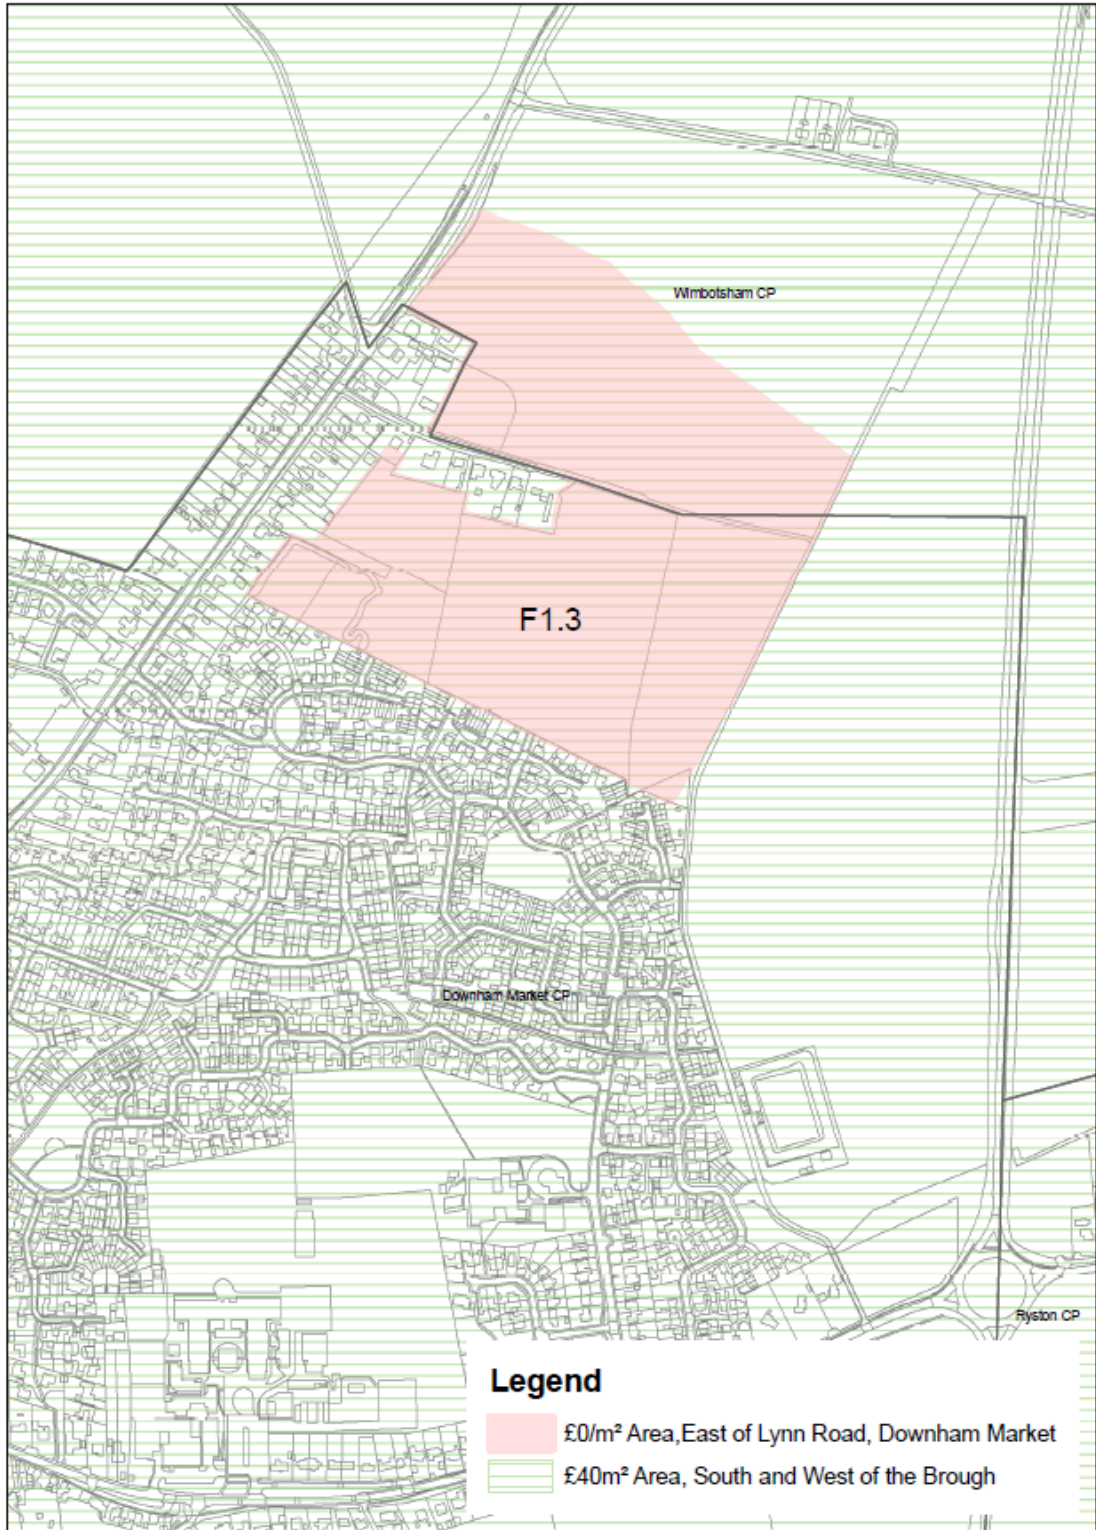 Wimbotsham CP
F1.3
Downham Market CP
Ryston CP
Legend
£0/m² Area,East of Lynn Road, Downham Market
£40m² Area, South and West of the Brough